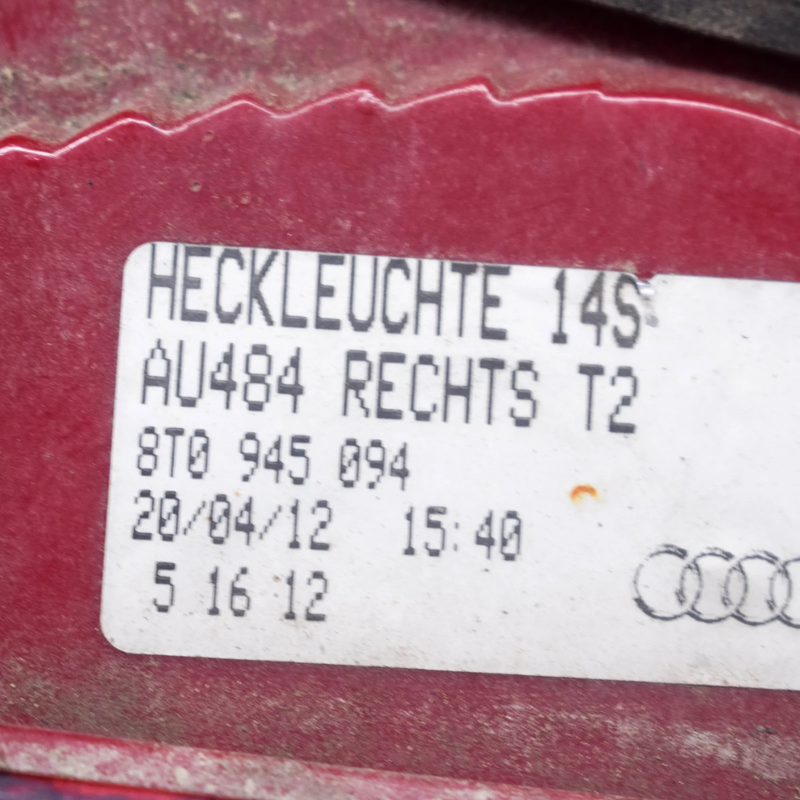 HECKLEUCHTE 14S
AU484 RECHTS T2
8T0 945 094
20/04/12 15:40
5 16 12